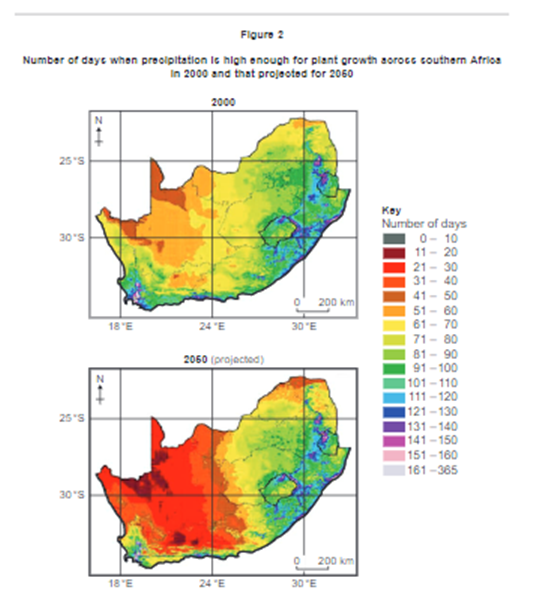 Figure 2
Number of days when precipitation is high enough for plant growth across southern Africa
in 2000 and that projected for 2050
2000
N
25°S
30°S
0 200 km
18°E 24°E 30°E
Key
Number of days
0 – 10
11 – 20
21 – 30
31 – 40
41 – 50
51 – 60
61 – 70
71 – 80
81 – 90
91 –100
101 –110
111 –120
121 –130
131 –140
141 –150
151 –160
161 –365
2050 (projected)
N
25°S
30°S
0 200 km
18°E 24°E 30°E